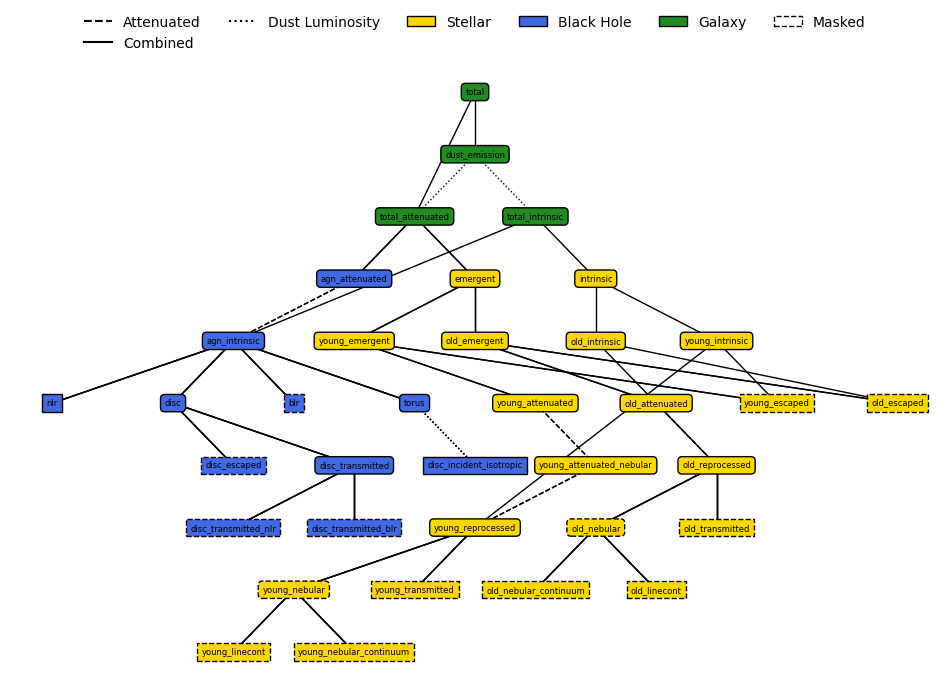 Attenuated Dust Luminosity Stellar Black Hole Galaxy Masked
Combined
total
dust_emission
total_attenuated total_intrinsic
agn_attenuated emergent intrinsic
agn_intrinsic young_emergent old_emergent old_intrinsic young_intrinsic
nlr disc blr torus young_attenuated old_attenuated young_escaped old_escaped
disc_escaped disc_transmitted disc_incident_isotropic young_attenuated_nebular old_reprocessed
disc_transmitted_nlr disc_transmitted_blr young_reprocessed old_nebular old_transmitted
young_nebular young_transmitted old_nebular_continuum old_linecont
young_linecont young_nebular_continuum